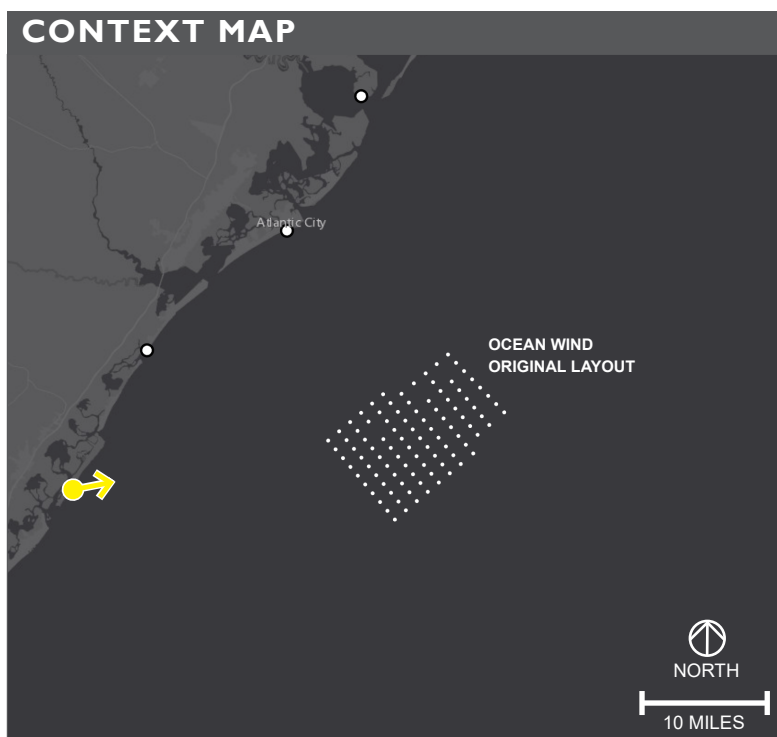 CONTEXT MAP
Atlantic City
OCEAN WIND
ORIGINAL LAYOUT
NORTH
10 MILES